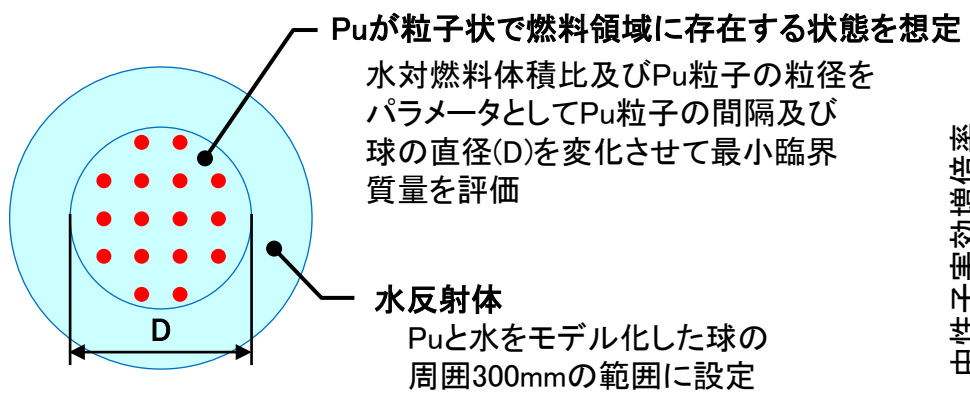 Puが粒子状で燃料領域に存在する状態を想定
水対燃料体積比及びPu粒子の粒径を
パラメータとしてPu粒子の間隔及び
球の直径(D)を変化させて最小臨界
質量を評価
水反射体
Puと水をモデル化した球の
周囲300mmの範囲に設定
D
中性子実効増倍率